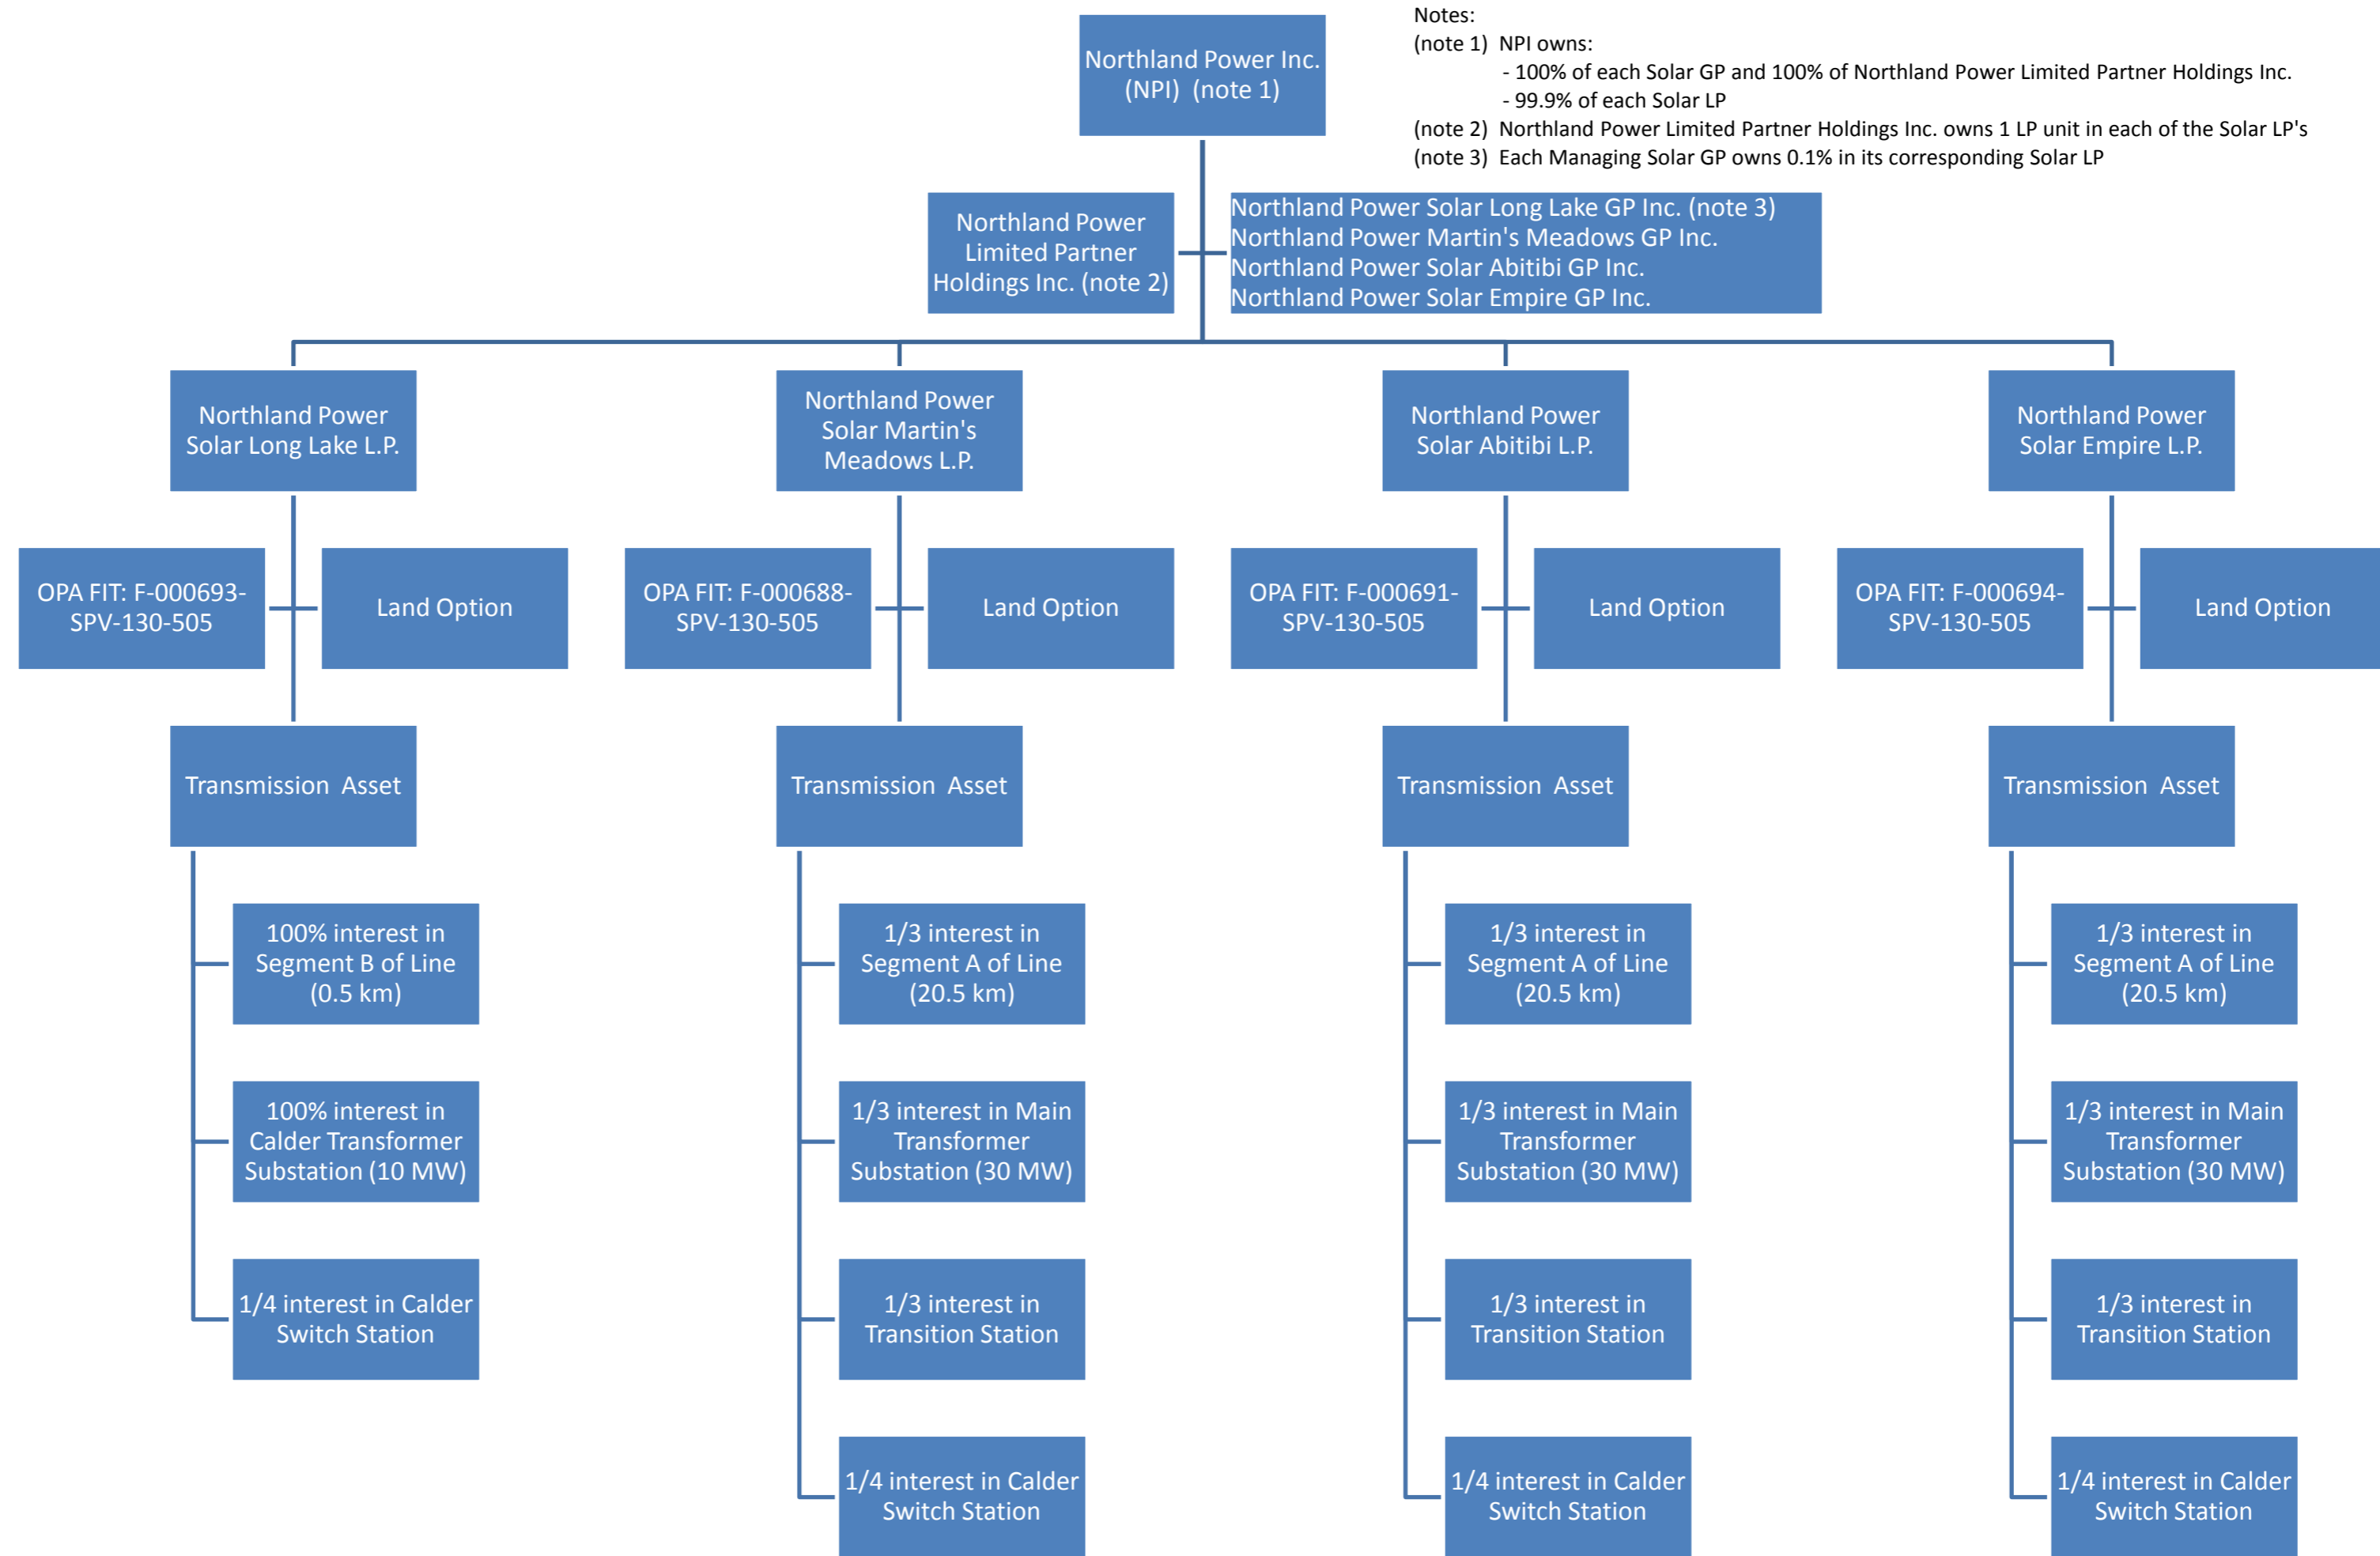 Northland Power Inc.
(NPI)  (note 1)
Notes:
(note 1)  NPI owns:
- 100% of each Solar GP and 100% of Northland Power Limited Partner Holdings Inc.
- 99.9% of each Solar LP
(note 2)  Northland Power Limited Partner Holdings Inc. owns 1 LP unit in each of the Solar LP's
(note 3)  Each Managing Solar GP owns 0.1% in its corresponding Solar LP
Northland Power
Limited Partner
Holdings Inc. (note 2)
Northland Power Solar Long Lake GP Inc. (note 3)
Northland Power Martin's Meadows GP Inc.
Northland Power Solar Abitibi GP Inc.
Northland Power Solar Empire GP Inc.
Northland Power
Solar Long Lake L.P.
Northland Power
Solar Martin's
Meadows L.P.
Northland Power
Solar Abitibi L.P.
Northland Power
Solar Empire L.P.
OPA FIT: F-000693-
SPV-130-505
Land Option
OPA FIT: F-000688-
SPV-130-505
Land Option
OPA FIT: F-000691-
SPV-130-505
Land Option
OPA FIT: F-000694-
SPV-130-505
Land Option
Transmission  Asset
Transmission  Asset
Transmission  Asset
Transmission  Asset
100% interest in
Segment B of Line
(0.5 km)
1/3 interest in
Segment A of Line
(20.5 km)
1/3 interest in
Segment A of Line
(20.5 km)
1/3 interest in
Segment A of Line
(20.5 km)
100% interest in
Calder Transformer
Substation (10 MW)
1/3 interest in Main
Transformer
Substation (30 MW)
1/3 interest in Main
Transformer
Substation (30 MW)
1/3 interest in Main
Transformer
Substation (30 MW)
1/4 interest in Calder
Switch Station
1/3 interest in
Transition Station
1/3 interest in
Transition Station
1/3 interest in
Transition Station
1/4 interest in Calder
Switch Station
1/4 interest in Calder
Switch Station
1/4 interest in Calder
Switch Station